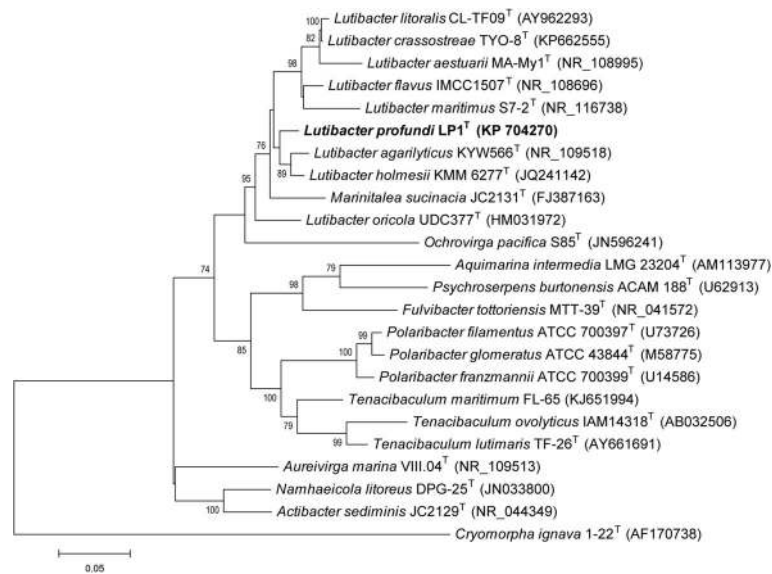 100 Lutibacter litoralis CL-TF09T (AY962293)
82 Lutibacter crassostreae TYO-8T (KP662555)
Lutibacter aestuarii MA-My1T (NR_108995)
98 Lutibacter flavus IMCC1507T (NR_108696)
Lutibacter maritimus S7-2T (NR_116738)
Lutibacter profundi LP1T (KP 704270)
76 Lutibacter agarilyticus KYW566T (NR_109518)
89 Lutibacter holmesii KMM 6277T (JQ241142)
95 Marinitalea sucinacia JC2131T (FJ387163)
Lutibacter oricola UDC377T (HM031972)
Ochrovirga pacifica S85T (JN596241)
74 79 Aquimarina intermedia LMG 23204T (AM113977)
98 Psychroserpens burtonensis ACAM 188T (U62913)
Fulvibacter tottoriensis MTT-39T (NR_041572)
85 99 Polaribacter filamentus ATCC 700397T (U73726)
100 Polaribacter glomeratus ATCC 43844T (M58775)
Polaribacter franzmannii ATCC 700399T (U14586)
100 Tenacibaculum maritimum FL-65 (KJ651994)
79 Tenacibaculum ovolyticus IAM14318T (AB032506)
99 Tenacibaculum lutimaris TF-26T (AY661691)
Aureivirga marina VIII.04T (NR_109513)
Namhaeicola litoreus DPG-25T (JN033800)
100 Actibacter sediminis JC2129T (NR_044349)
Cryomorpha ignava 1-22T (AF170738)
0.05